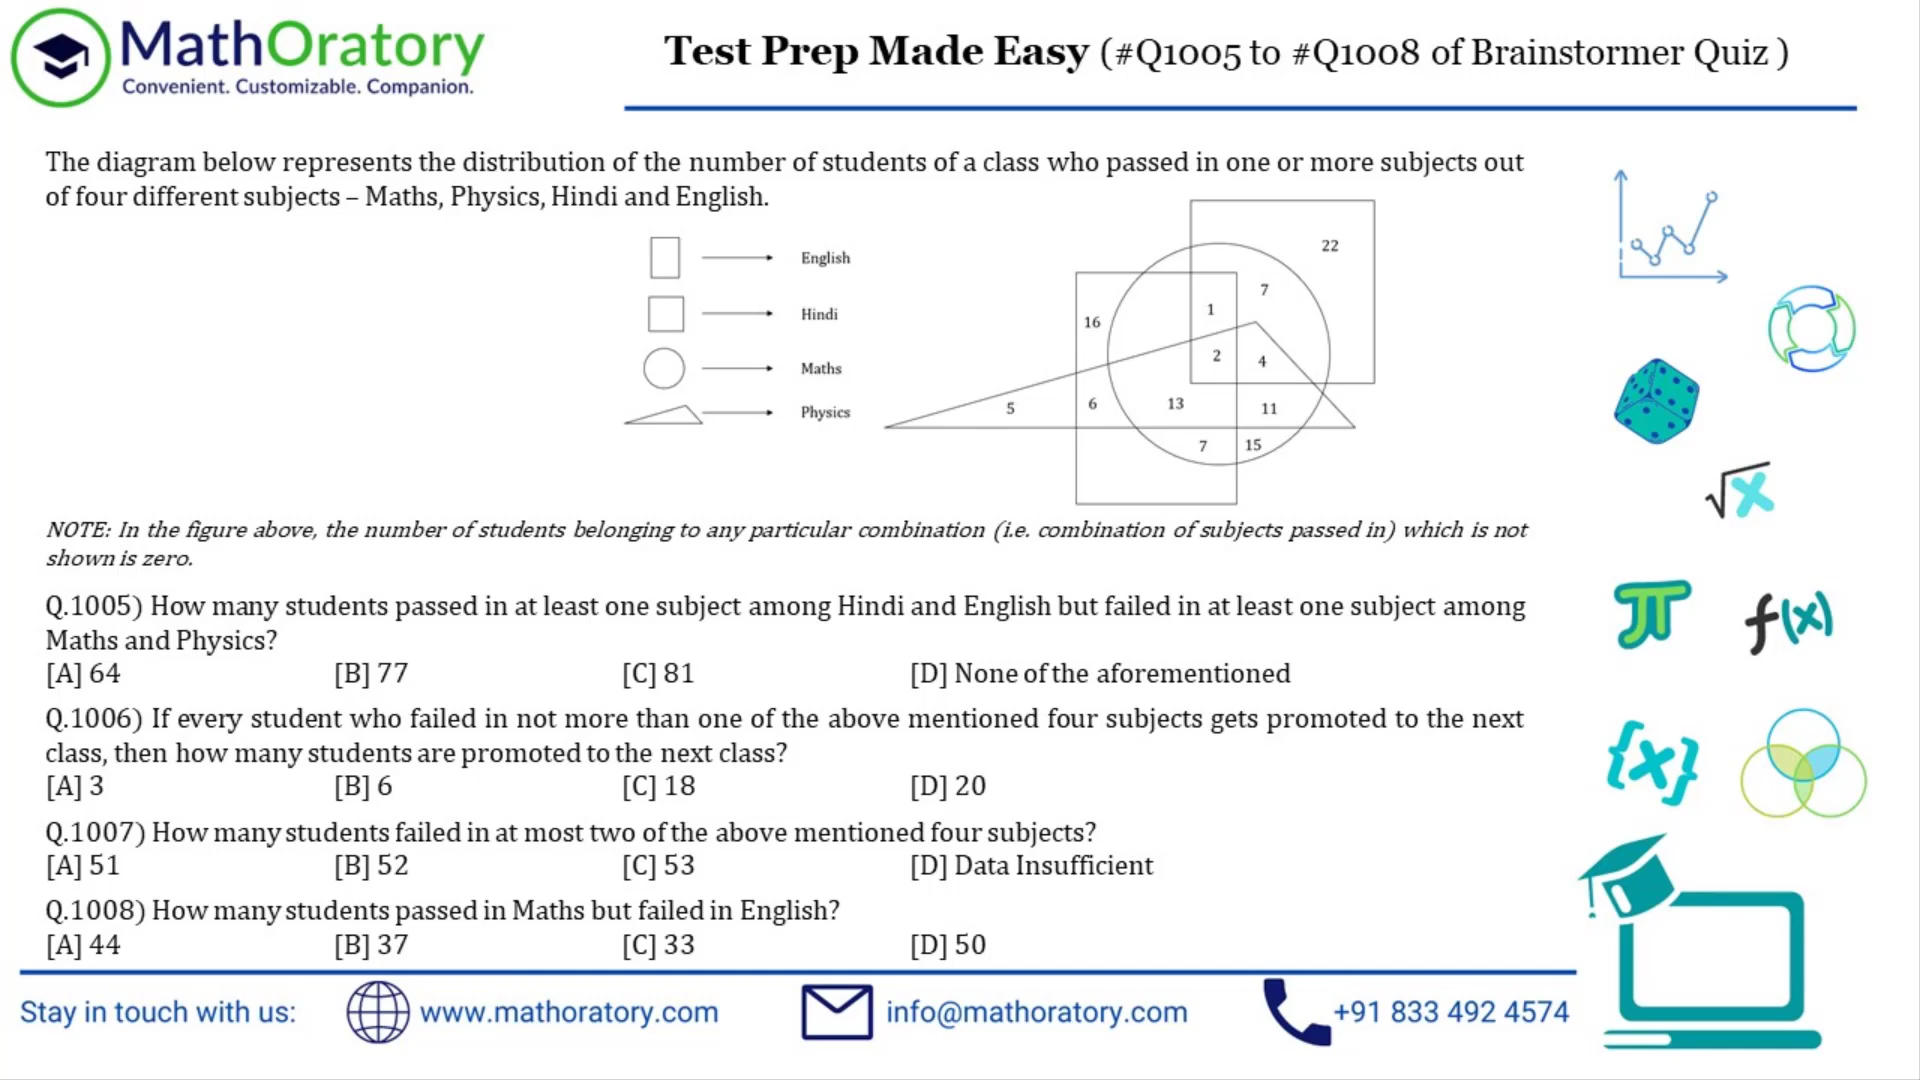 MathOratory
Convenient. Customizable. Companion.
Test Prep Made Easy (#Q1005 to #Q1008 of Brainstormer Quiz )
The diagram below represents the distribution of the number of students of a class who passed in one or more subjects out
of four different subjects – Maths, Physics, Hindi and English.
English
Hindi
Maths
Physics
22
7
1
16
2
4
5
6
13
11
7
15
NOTE: In the figure above, the number of students belonging to any particular combination (i.e. combination of subjects passed in) which is not
shown is zero.
Q.1005) How many students passed in at least one subject among Hindi and English but failed in at least one subject among
Maths and Physics?
[A] 64 [B] 77 [C] 81 [D] None of the aforementioned
Q.1006) If every student who failed in not more than one of the above mentioned four subjects gets promoted to the next
class, then how many students are promoted to the next class?
[A] 3 [B] 6 [C] 18 [D] 20
Q.1007) How many students failed in at most two of the above mentioned four subjects?
[A] 51 [B] 52 [C] 53 [D] Data Insufficient
Q.1008) How many students passed in Maths but failed in English?
[A] 44 [B] 37 [C] 33 [D] 50
√x
π
f(x)
{x}
Stay in touch with us: www.mathoratory.com info@mathoratory.com +91 833 492 4574